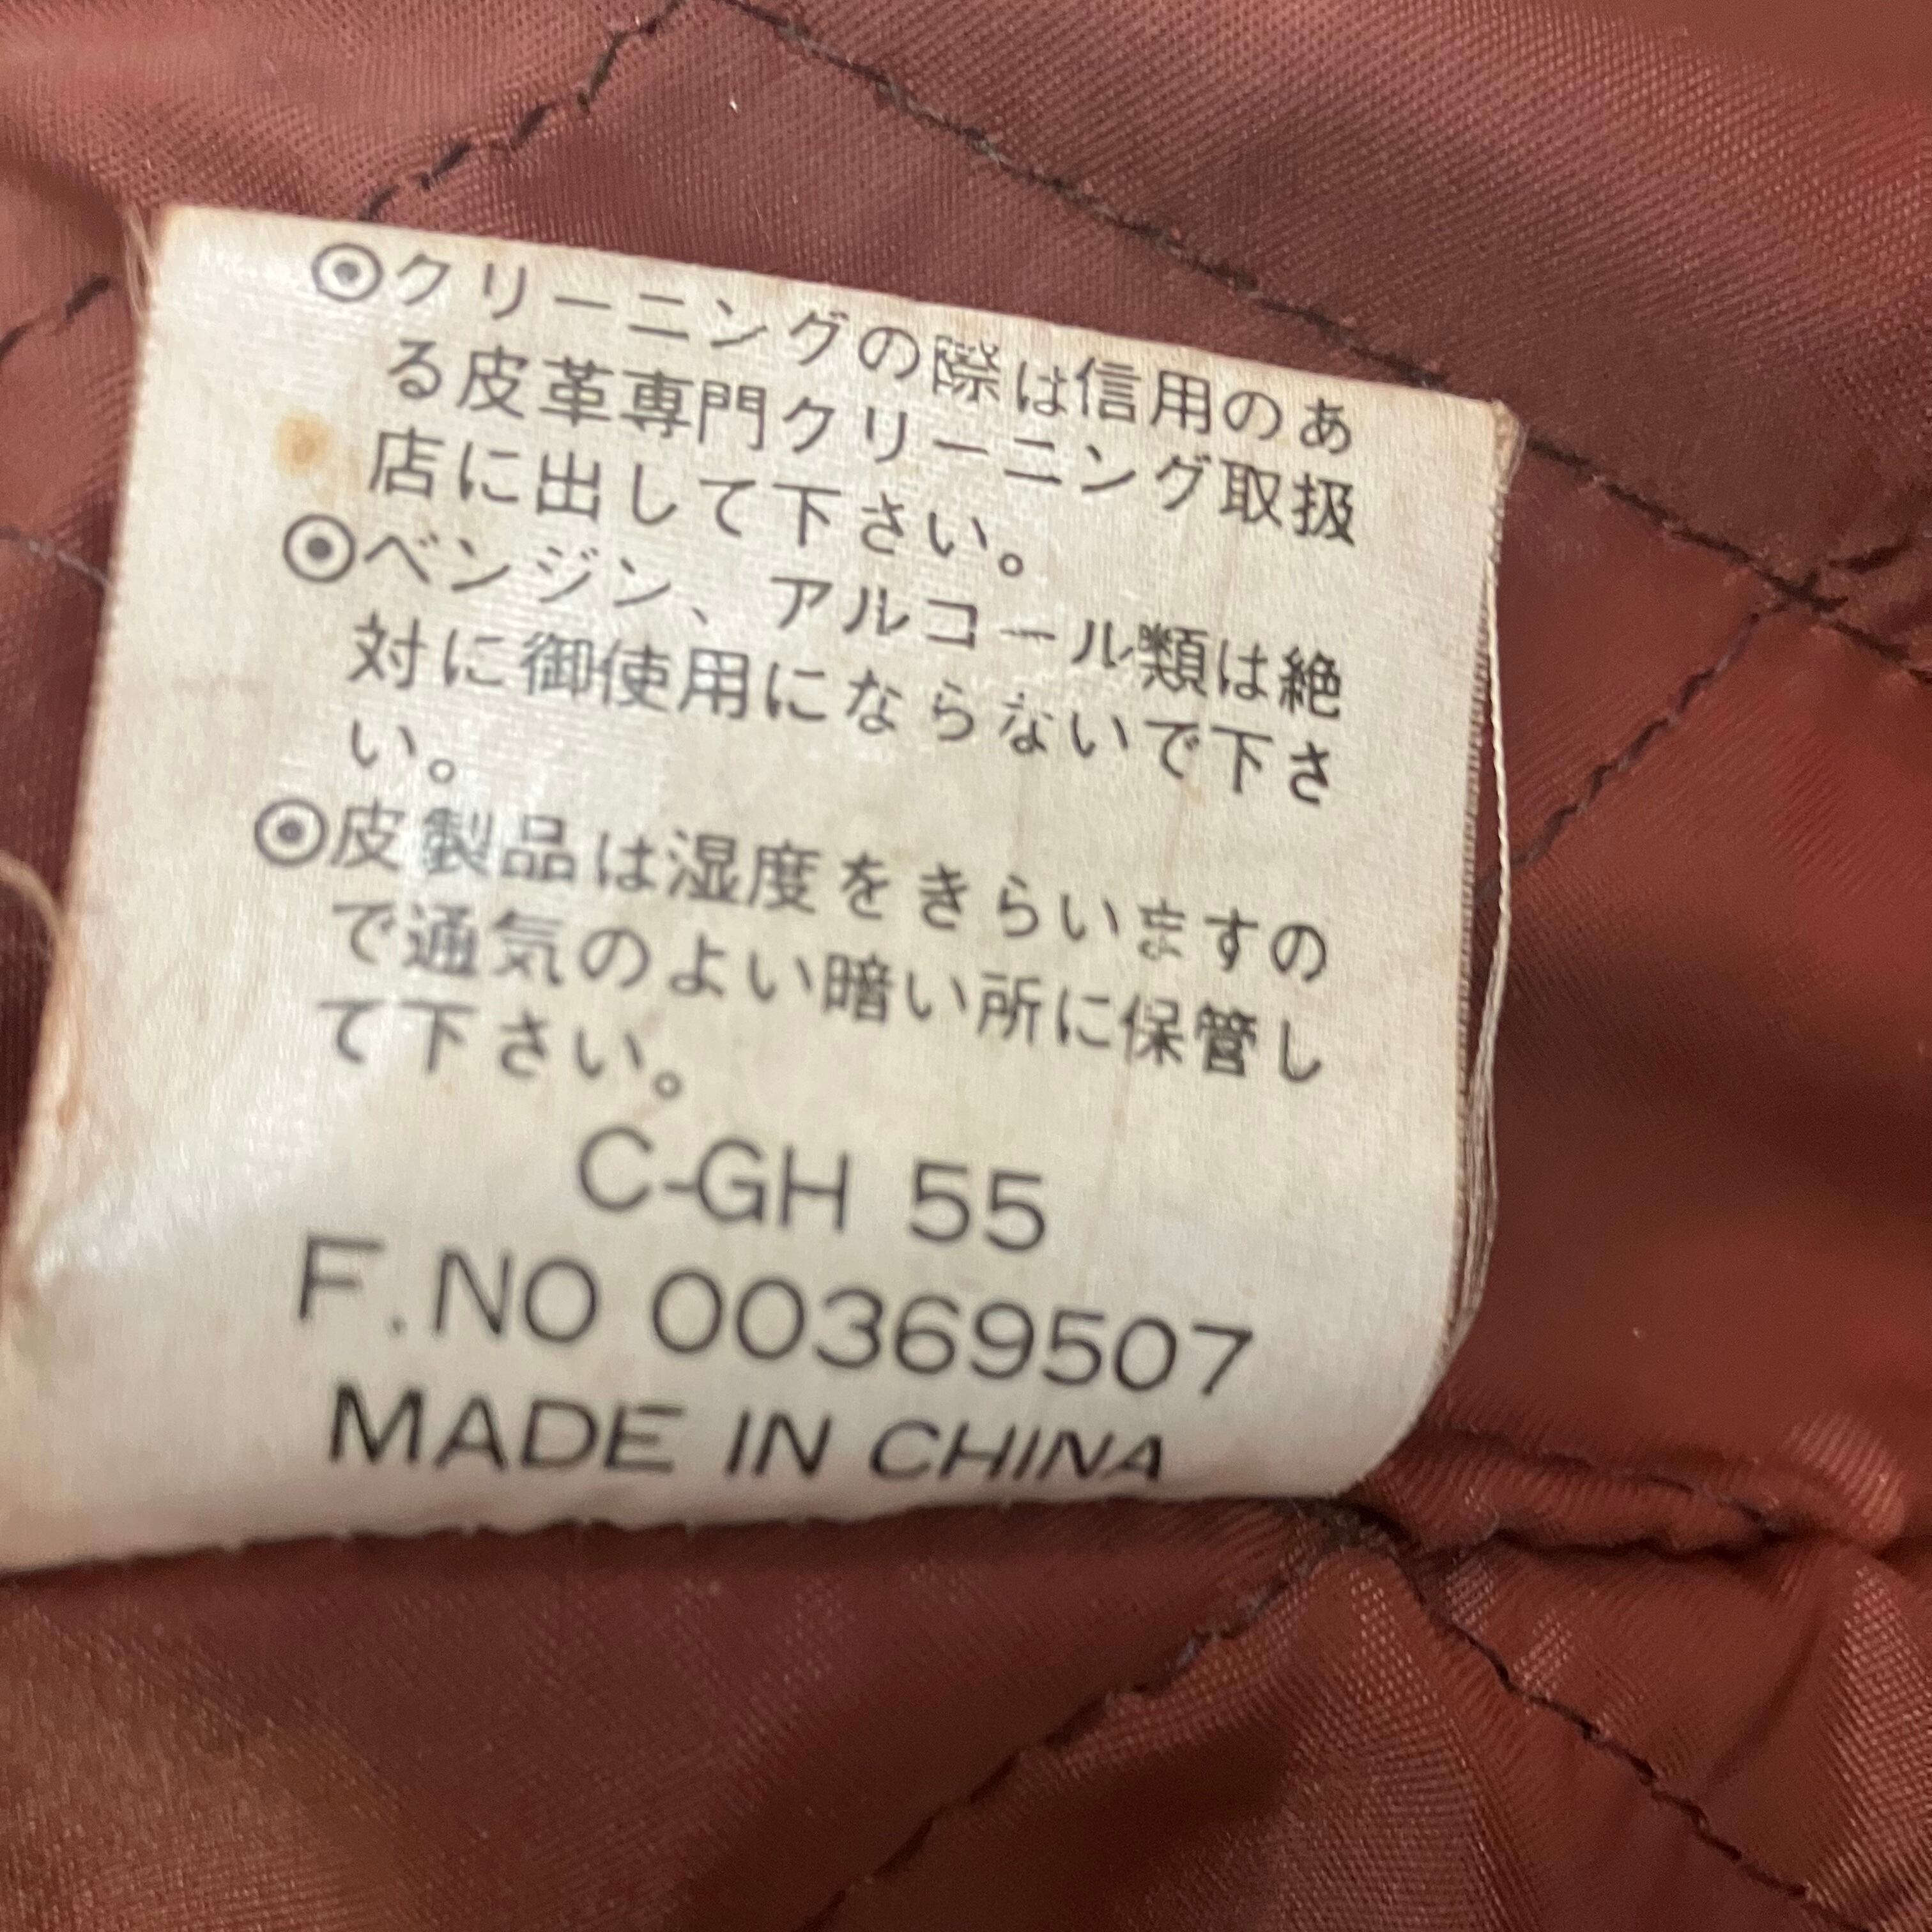 ◉クリーニングの際は信用のあ
る皮革専門クリーニング取扱
店に出して下さい。
◉ベンジン、アルコール類は絶
対に御使用にならないで下さ
い。
◉皮製品は湿度をきらいますの
で通気のよい暗い所に保管し
て下さい。
C-GH 55
F.NO 00369507
MADE IN CHINA